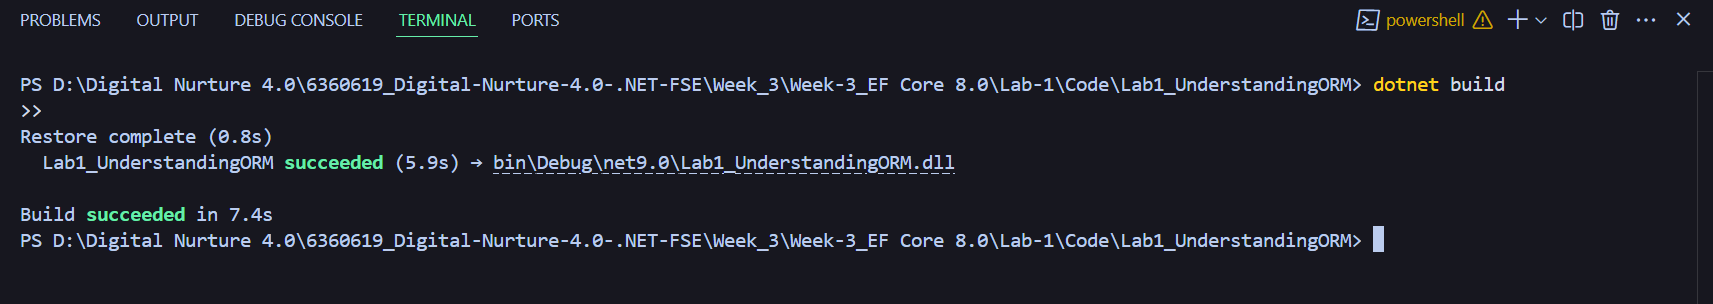 PROBLEMS OUTPUT DEBUG CONSOLE TERMINAL PORTS powershell
PS D:\Digital Nurture 4.0\6360619_Digital-Nurture-4.0-.NET-FSE\Week_3\Week-3_EF Core 8.0\Lab-1\Code\Lab1_UnderstandingORM> dotnet build
>>
Restore complete (0.8s)
Lab1_UnderstandingORM succeeded (5.9s) → bin\Debug\net9.0\Lab1_UnderstandingORM.dll
Build succeeded in 7.4s
PS D:\Digital Nurture 4.0\6360619_Digital-Nurture-4.0-.NET-FSE\Week_3\Week-3_EF Core 8.0\Lab-1\Code\Lab1_UnderstandingORM>